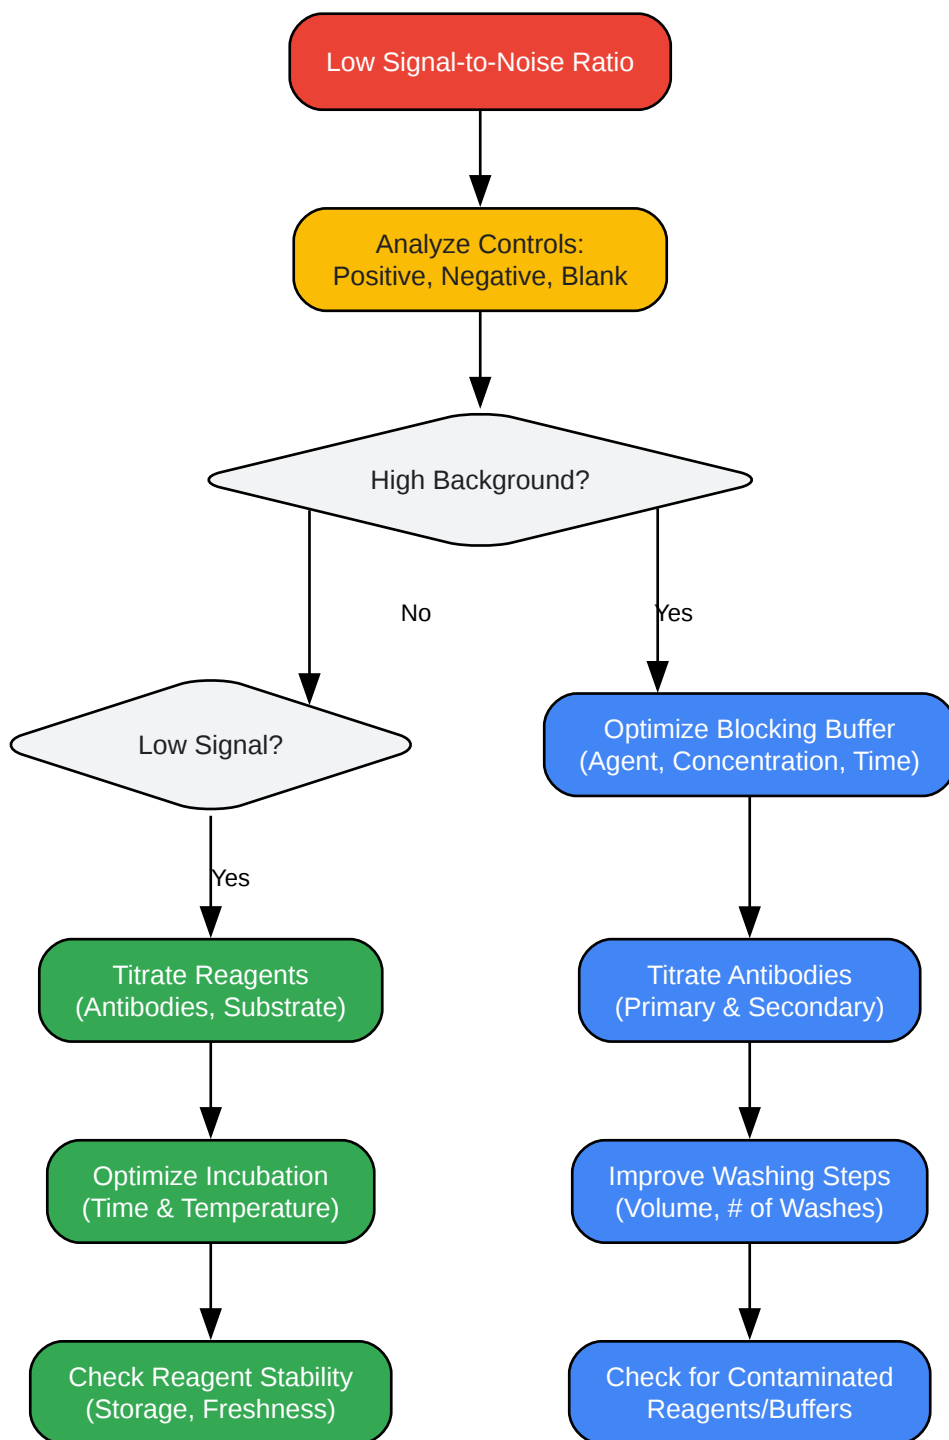 Low Signal-to-Noise Ratio
Analyze Controls:
Positive, Negative, Blank
High Background?
No
Yes
Low Signal?
Optimize Blocking Buffer
(Agent, Concentration, Time)
Yes
Titrate Reagents
(Antibodies, Substrate)
Titrate Antibodies
(Primary & Secondary)
Optimize Incubation
(Time & Temperature)
Improve Washing Steps
(Volume, # of Washes)
Check Reagent Stability
(Storage, Freshness)
Check for Contaminated
Reagents/Buffers